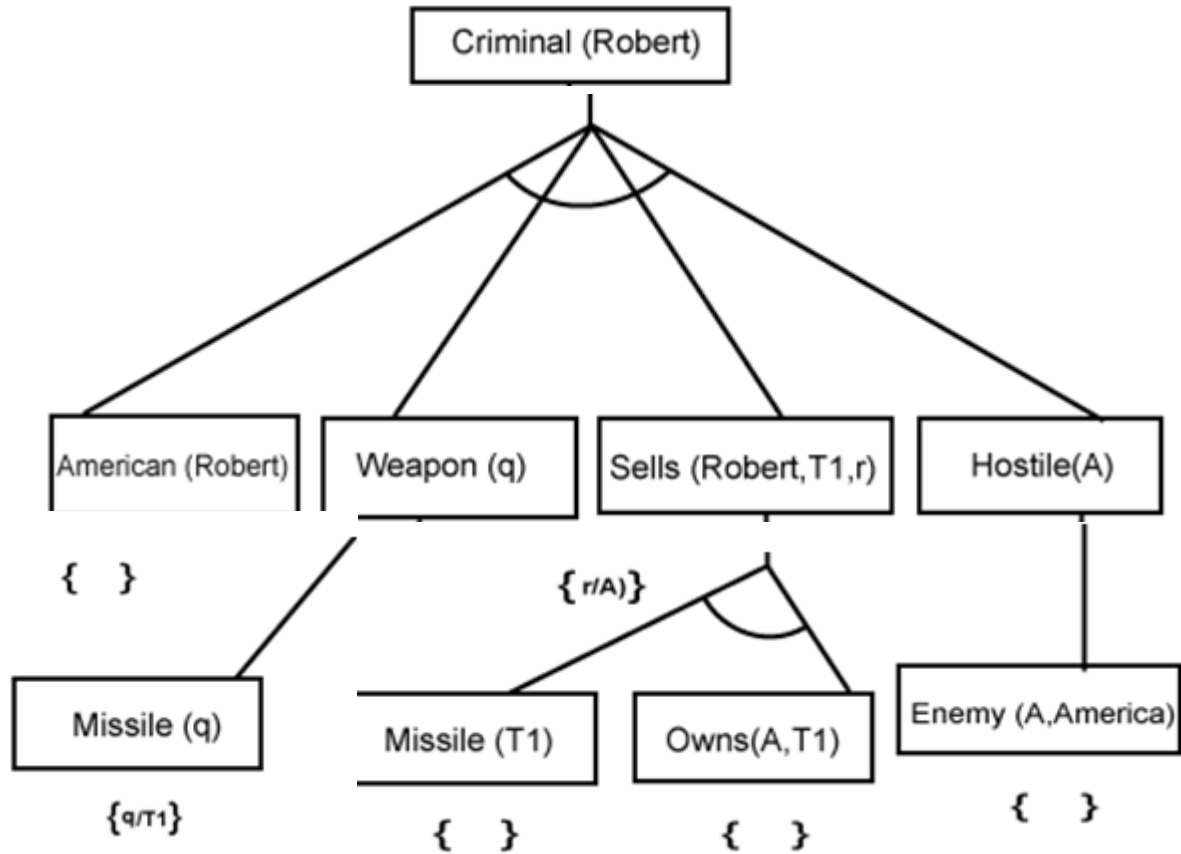 Criminal (Robert)
American (Robert)
Weapon (q)
Sells (Robert,T1,r)
Hostile(A)
{ }
{ r/A)}
Missile (q)
Missile (T1)
Owns(A,T1)
Enemy (A,America)
{q/T1}
{ }
{ }
{ }